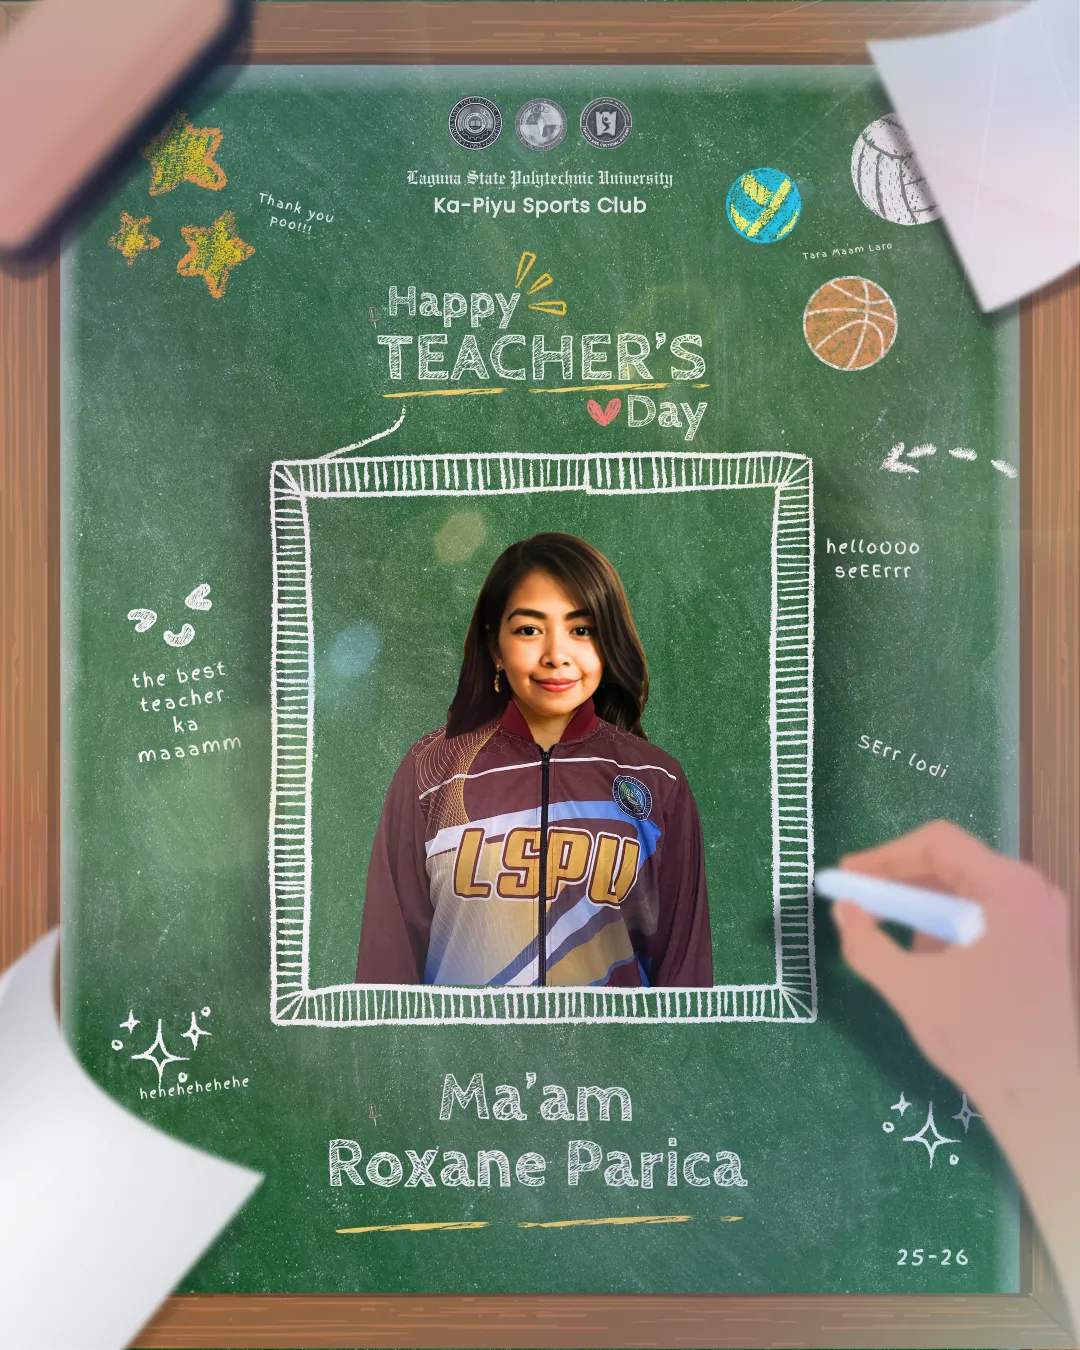 Laguna State Polytechnic University
Ka-Piyu Sports Club
Thank you
poo!!!
Tara Maam Laro
Happy
TEACHER'S
Day
helloOOO
seEErrr
the best
teacher
ka
maaamm
SErr lodi
LSPU
hehehehehehe
Ma'am
Roxane Parica
25-26